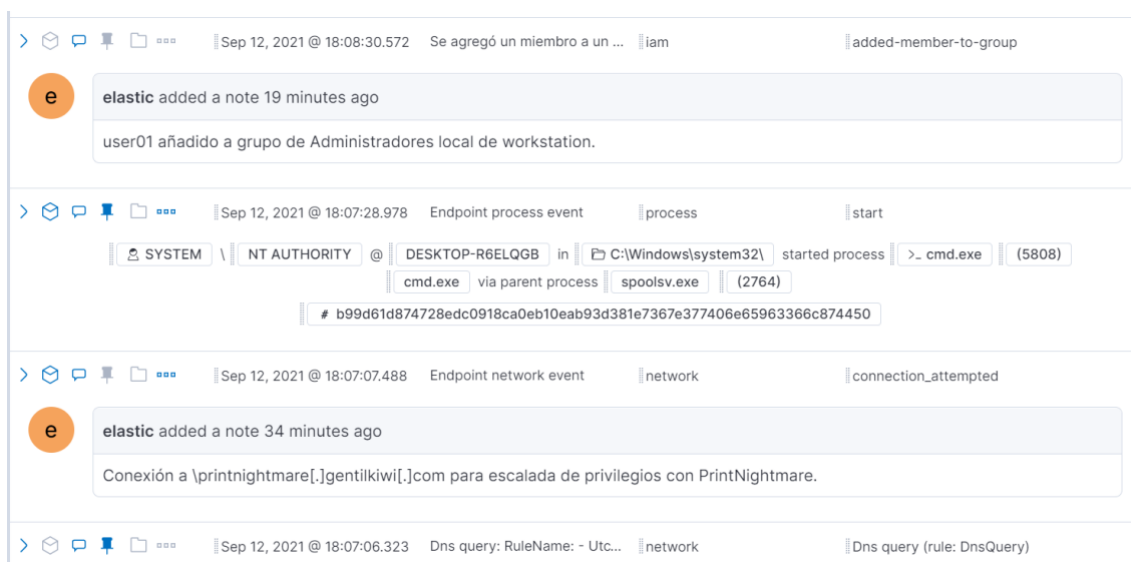 Sep 12, 2021 @ 18:08:30.572 Se agregó un miembro a un ... iam added-member-to-group
e
elastic added a note 19 minutes ago
user01 añadido a grupo de Administradores local de workstation.
Sep 12, 2021 @ 18:07:28.978 Endpoint process event process start
SYSTEM \ NT AUTHORITY @ DESKTOP-R6ELQGB in C:\Windows\system32\ started process >_ cmd.exe (5808)
cmd.exe via parent process spoolsv.exe (2764)
# b99d61d874728edc0918ca0eb10eab93d381e7367e377406e65963366c874450
Sep 12, 2021 @ 18:07:07.488 Endpoint network event network connection_attempted
e
elastic added a note 34 minutes ago
Conexión a \printnightmare[.]gentilkiwi[.]com para escalada de privilegios con PrintNightmare.
Sep 12, 2021 @ 18:07:06.323 Dns query: RuleName: - Utc... network Dns query (rule: DnsQuery)